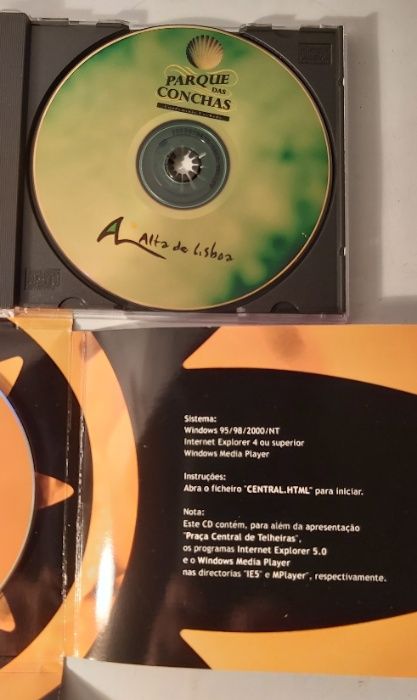 PARQUE
DAS
CONCHAS
Alta de Lisboa
Sistema:
Windows 95/98/2000/NT
Internet Explorer 4 ou superior
Windows Media Player
Instruções:
Abra o ficheiro "CENTRAL.HTML" para iniciar.
Nota:
Este CD contém, para além da apresentação
"Praça Central de Telheiras",
os programas Internet Explorer 5.0
e o Windows Media Player
nas directorias "IE5" e MPlayer", respectivamente.